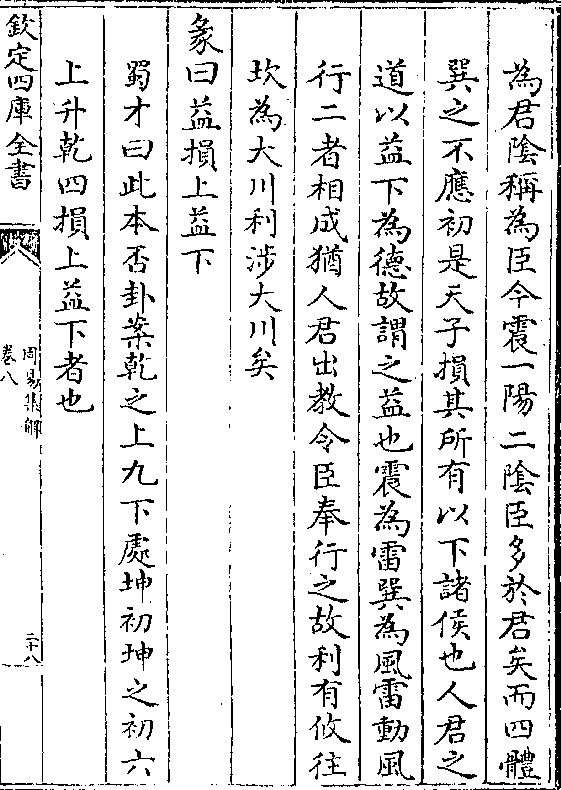 為君陰稱為臣今震一陽二陰臣多於君矣而四體
巽之不應初是天子損其所有以下諸侯也人君之
道以益下為徳故謂之益也震為雷巽為風雷動風
行二者相成猶人君出教令臣奉行之故利有攸往
坎為大川利涉大川矣
彖曰益損上益下
蜀才曰此本否卦案乾之上九下處坤初坤之初六
上升乾四損上益下者也
欽定四庫全書
周易集解
卷八
二十八